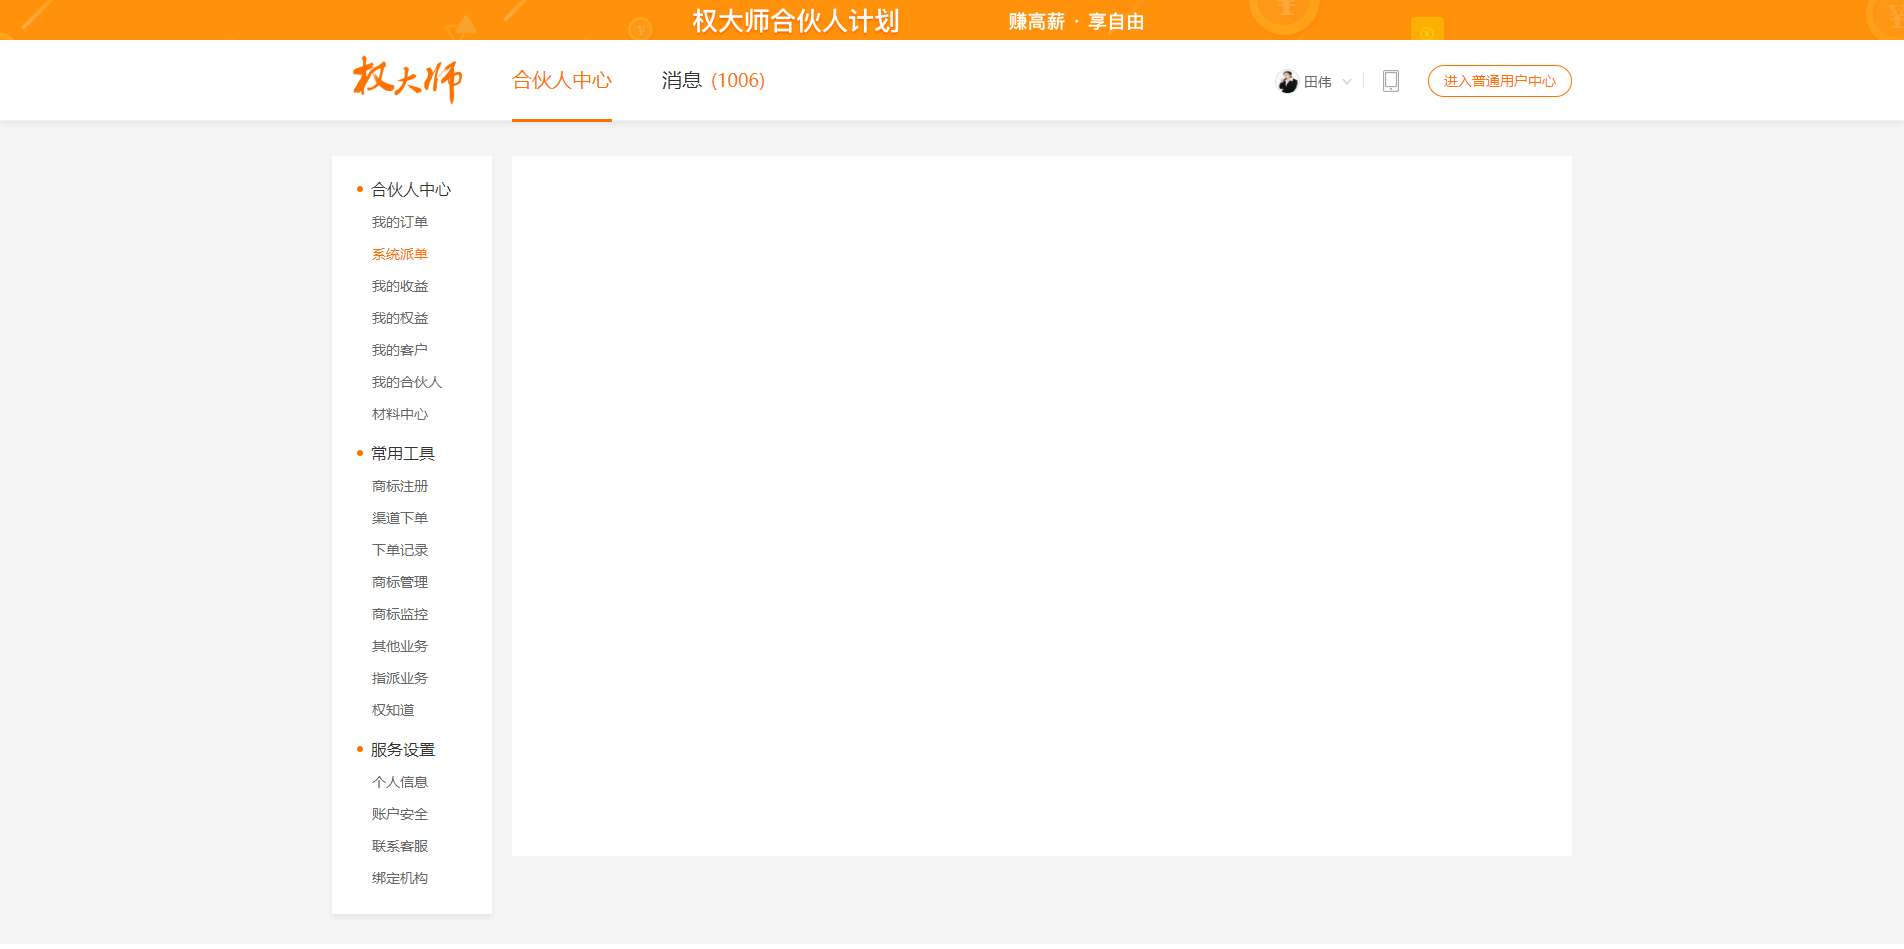 权大师合伙人计划 赚高薪 · 享自由
权大师 合伙人中心 消息 (1006) 田伟 进入普通用户中心
合伙人中心
我的订单
系统派单
我的收益
我的权益
我的客户
我的合伙人
材料中心
常用工具
商标注册
渠道下单
下单记录
商标管理
商标监控
其他业务
指派业务
权知道
服务设置
个人信息
账户安全
联系客服
绑定机构